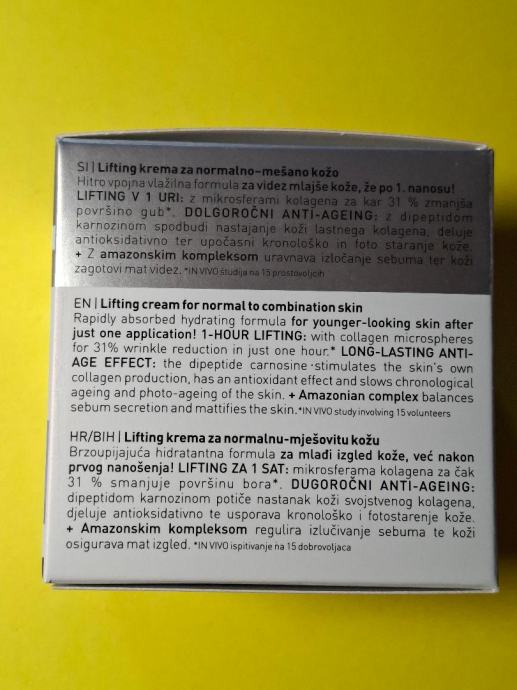 SI | Lifting krema za normalno-mešano kožo
Hitro vpojna vlažilna formula za videz mlajše kože, že po 1. nanosu!
LIFTING V 1 URI: z mikrosferami kolagena za kar 31 % zmanjša
površino gub*. DOLGOROČNI ANTI-AGEING: z dipeptidom
karnozinom spodbudi nastajanje koži lastnega kolagena, deluje
antioksidativno ter upočasni kronološko in foto staranje kože.
+ Z amazonskim kompleksom uravnava izločanje sebuma ter koži
zagotovi mat videz. *IN VIVO študija na 15 prostovoljcih
EN | Lifting cream for normal to combination skin
Rapidly absorbed hydrating formula for younger-looking skin after
just one application! 1-HOUR LIFTING: with collagen microspheres
for 31% wrinkle reduction in just one hour.* LONG-LASTING ANTI-
AGE EFFECT: the dipeptide carnosine stimulates the skin's own
collagen production, has an antioxidant effect and slows chronological
ageing and photo-ageing of the skin. + Amazonian complex balances
sebum secretion and mattifies the skin. *IN VIVO study involving 15 volunteers
HR/BIH | Lifting krema za normalnu-mješovitu kožu
Brzoupijajuća hidratantna formula za mlađi izgled kože, već nakon
prvog nanošenja! LIFTING ZA 1 SAT: mikrosferama kolagena za čak
31 % smanjuje površinu bora*. DUGOROČNI ANTI-AGEING:
dipeptidom karnozinom potiče nastanak koži svojstvenog kolagena,
djeluje antioksidativno te usporava kronološko i fotostarenje kože.
+ Amazonskim kompleksom regulira izlučivanje sebuma te koži
osigurava mat izgled. *IN VIVO ispitivanje na 15 dobrovoljaca